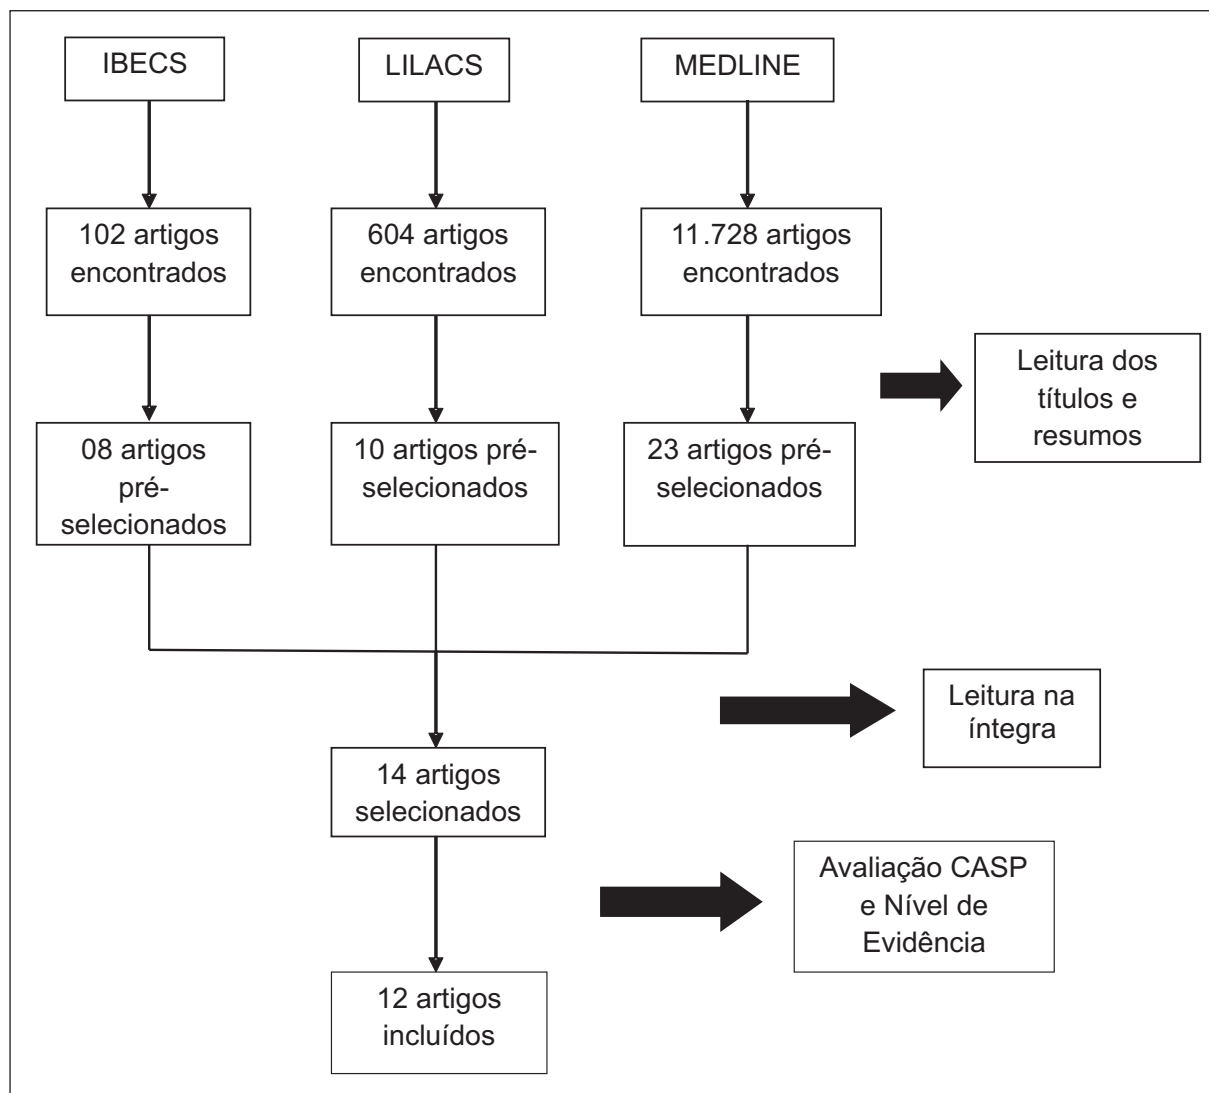 IBECS
LILACS
MEDLINE
102 artigos
encontrados
604 artigos
encontrados
11.728 artigos
encontrados
Leitura dos
títulos e
resumos
08 artigos
pré-
selecionados
10 artigos pré-
selecionados
23 artigos pré-
selecionados
Leitura na
íntegra
14 artigos
selecionados
Avaliação CASP
e Nível de
Evidência
12 artigos
incluídos